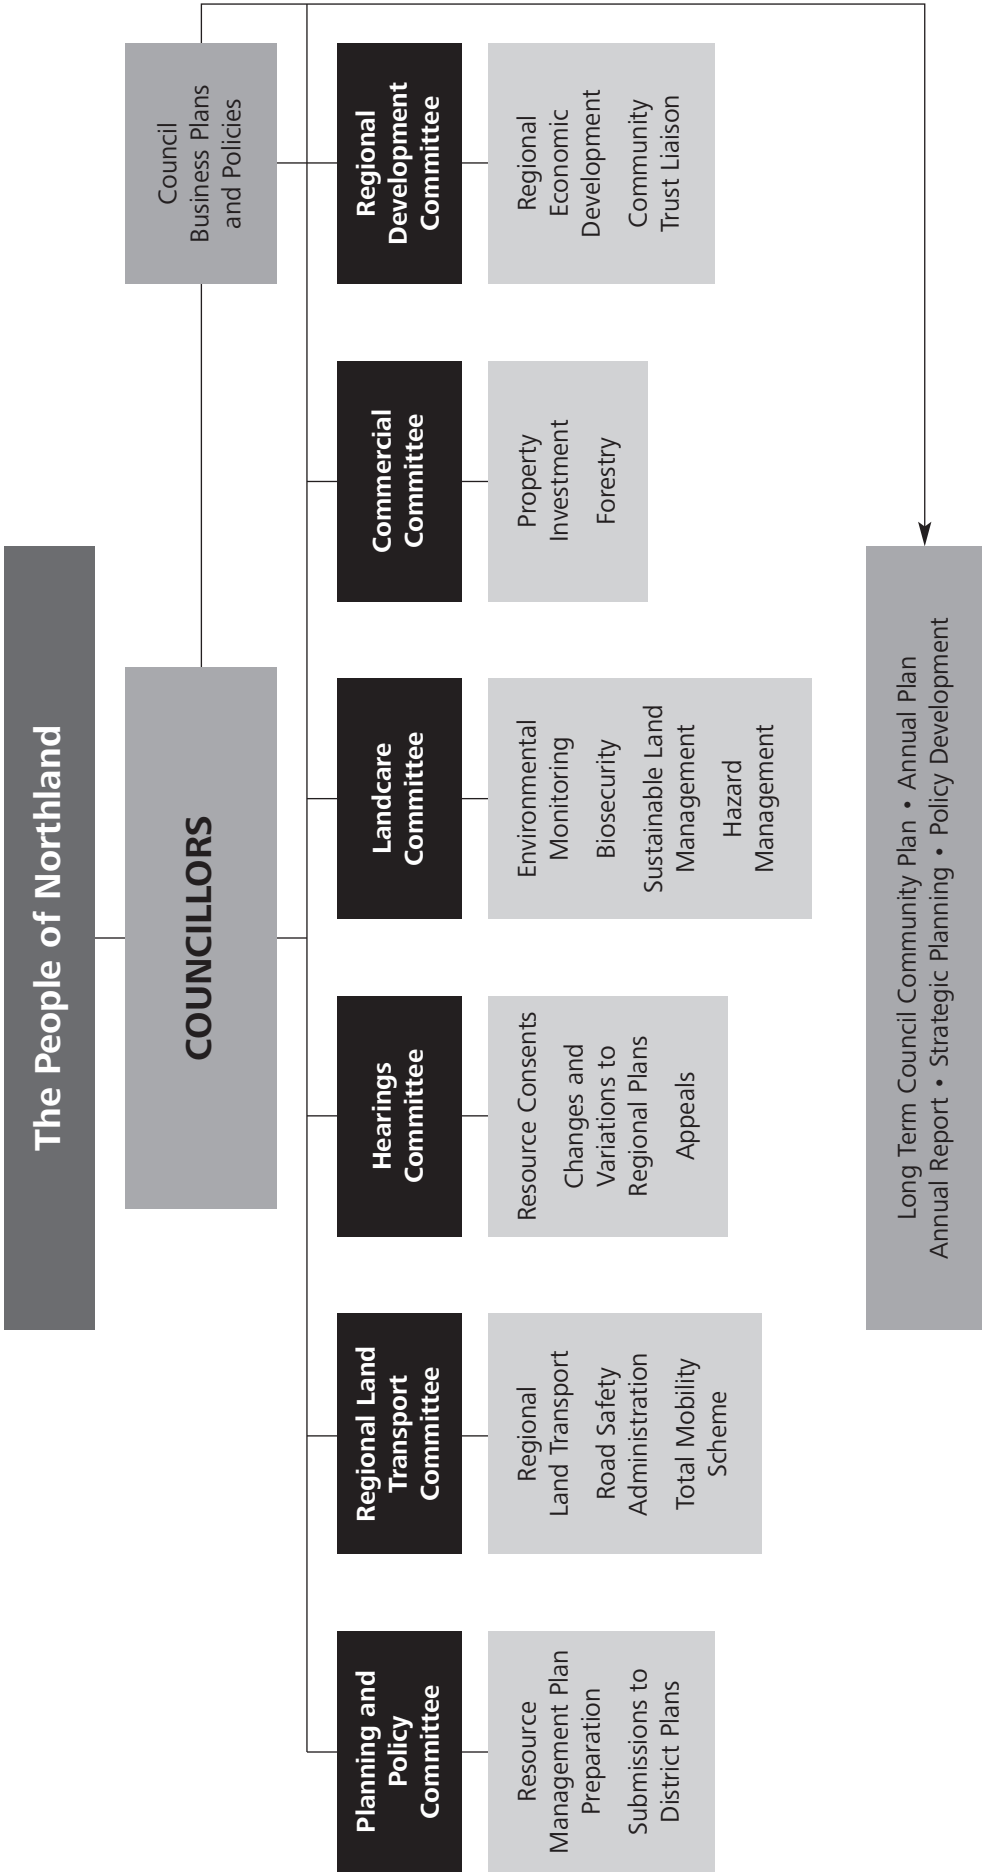 The People of Northland
COUNCILLORS
Council
Business Plans
and Policies
Planning and
Policy
Committee
Resource
Management Plan
Preparation
Submissions to
District Plans
Regional Land
Transport
Committee
Regional
Land Transport
Road Safety
Administration
Total Mobility
Scheme
Hearings
Committee
Resource Consents
Changes and
Variations to
Regional Plans
Appeals
Landcare
Committee
Environmental
Monitoring
Biosecurity
Sustainable Land
Management
Hazard
Management
Commercial
Committee
Property
Investment
Forestry
Regional
Development
Committee
Regional
Economic
Development
Community
Trust Liaison
Long Term Council Community Plan • Annual Plan
Annual Report • Strategic Planning • Policy Development